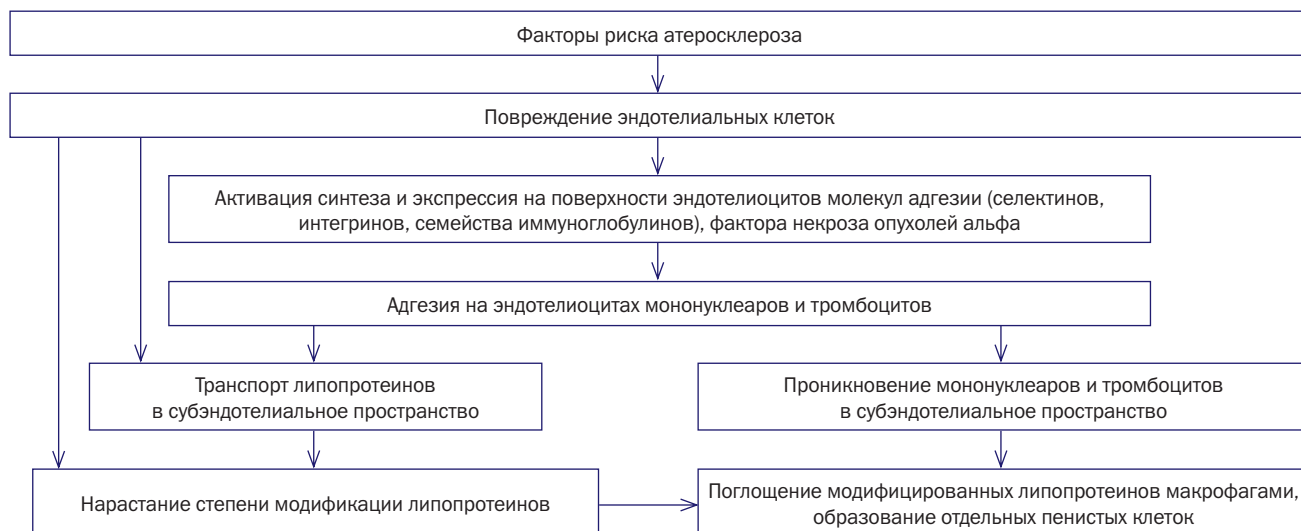 Факторы риска атеросклероза
Повреждение эндотелиальных клеток
Активация синтеза и экспрессия на поверхности эндотелиоцитов молекул адгезии (селектинов,
интегринов, семейства иммуноглобулинов), фактора некроза опухолей альфа
Адгезия на эндотелиоцитах мононуклеаров и тромбоцитов
Транспорт липопротеинов
в субэндотелиальное пространство
Проникновение мононуклеаров и тромбоцитов
в субэндотелиальное пространство
Нарастание степени модификации липопротеинов
Поглощение модифицированных липопротеинов макрофагами,
образование отдельных пенистых клеток